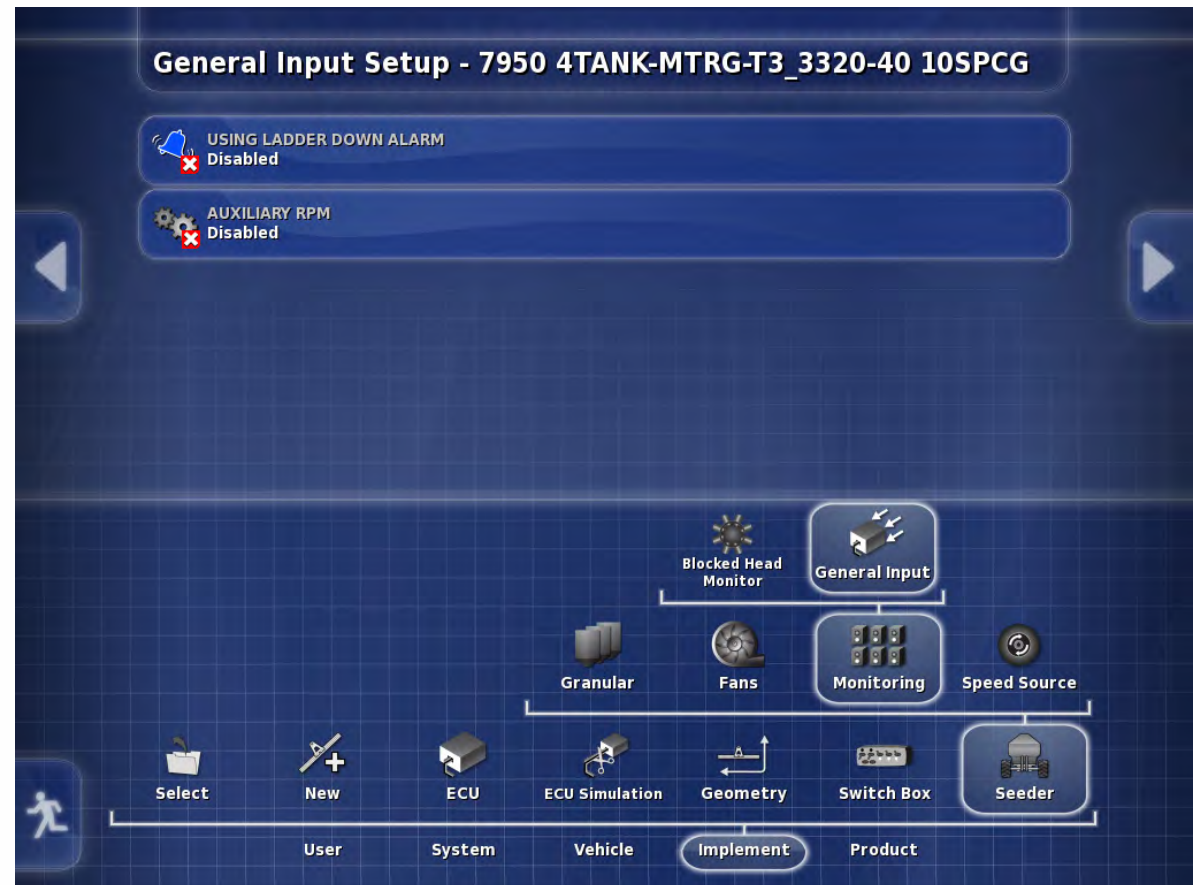 General Input Setup - 7950 4TANK-MTRG-T3_3320-40 10SPCG
USING LADDER DOWN ALARM
Disabled
AUXILIARY RPM
Disabled
Blocked Head
Monitor
General Input
Granular
Fans
Monitoring
Speed Source
Select
New
ECU
ECU Simulation
Geometry
Switch Box
Seeder
User
System
Vehicle
Implement
Product